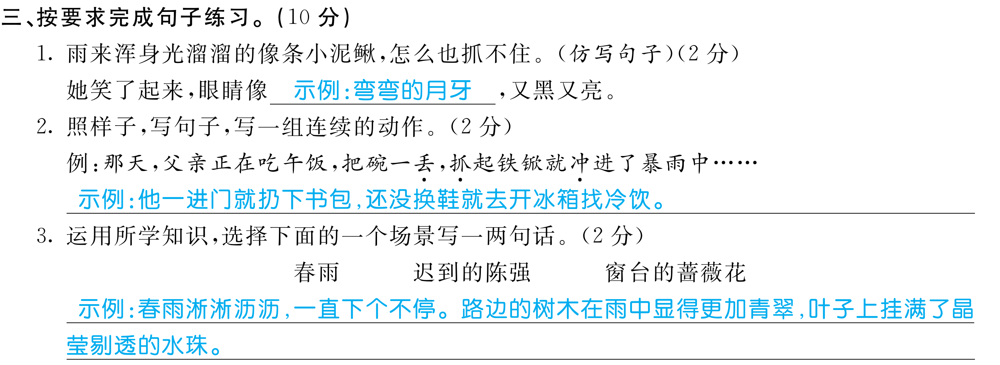 三、按要求完成句子练习。(10 分)
1. 雨来浑身光溜溜的像条小泥鳅,怎么也抓不住。(仿写句子)(2 分)
她笑了起来,眼睛像 示例:弯弯的月牙 ,又黑又亮。
2. 照样子,写句子,写一组连续的动作。(2 分)
例:那天,父亲正在吃午饭,把碗一丢,抓起铁锨就冲进了暴雨中……
示例:他一进门就扔下书包,还没换鞋就去开冰箱找冷饮。
3. 运用所学知识,选择下面的一个场景写一两句话。(2 分)
春雨 迟到的陈强 窗台的蔷薇花
示例:春雨淅淅沥沥,一直下个不停。路边的树木在雨中显得更加青翠,叶子上挂满了晶
莹剔透的水珠。